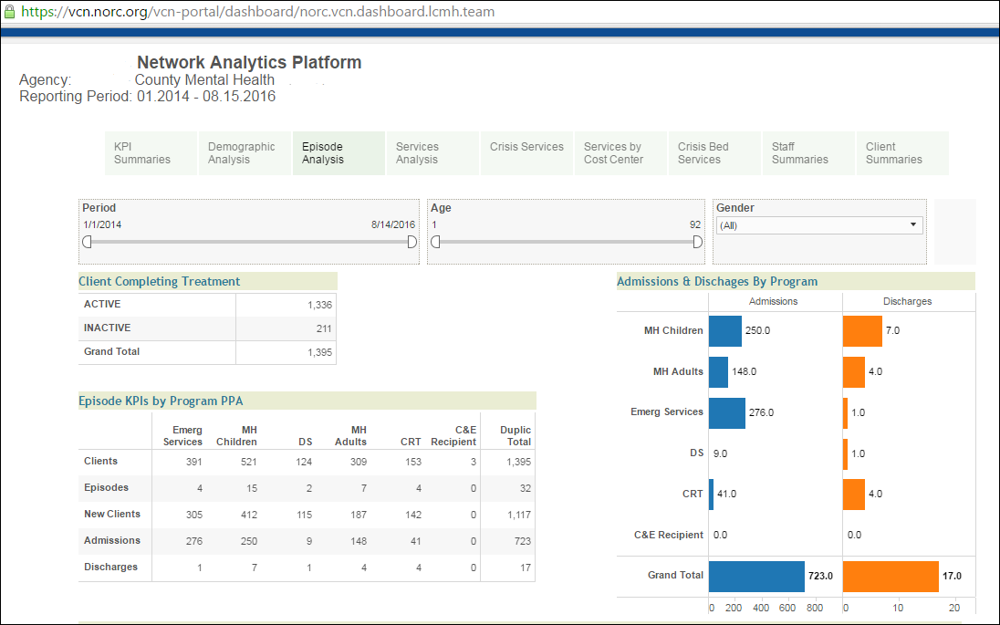 https://vcn.norc.org/vcn-portal/dashboard/norc.vcn.dashboard.lcmh.team
Network Analytics Platform
Agency: County Mental Health
Reporting Period: 01.2014 - 08.15.2016
KPI Summaries
Demographic Analysis
Episode Analysis
Services Analysis
Crisis Services
Services by Cost Center
Crisis Bed Services
Staff Summaries
Client Summaries
Period
1/1/2014 8/14/2016
Age
1 92
Gender
(All)
Client Completing Treatment
ACTIVE 1,336
INACTIVE 211
Grand Total 1,395
Episode KPIs by Program PPA
Emerg Services MH Children DS MH Adults CRT C&E Recipient Duplic Total
Clients 391 521 124 309 153 3 1,395
Episodes 4 15 2 7 4 0 32
New Clients 305 412 115 187 142 0 1,117
Admissions 276 250 9 148 41 0 723
Discharges 1 7 1 4 4 0 17
Admissions & Dischages By Program
Admissions Discharges
MH Children 250.0 7.0
MH Adults 148.0 4.0
Emerg Services 276.0 1.0
DS 9.0 1.0
CRT 41.0 4.0
C&E Recipient 0.0 0.0
Grand Total 723.0 17.0
0 200 400 600 800 0 10 20